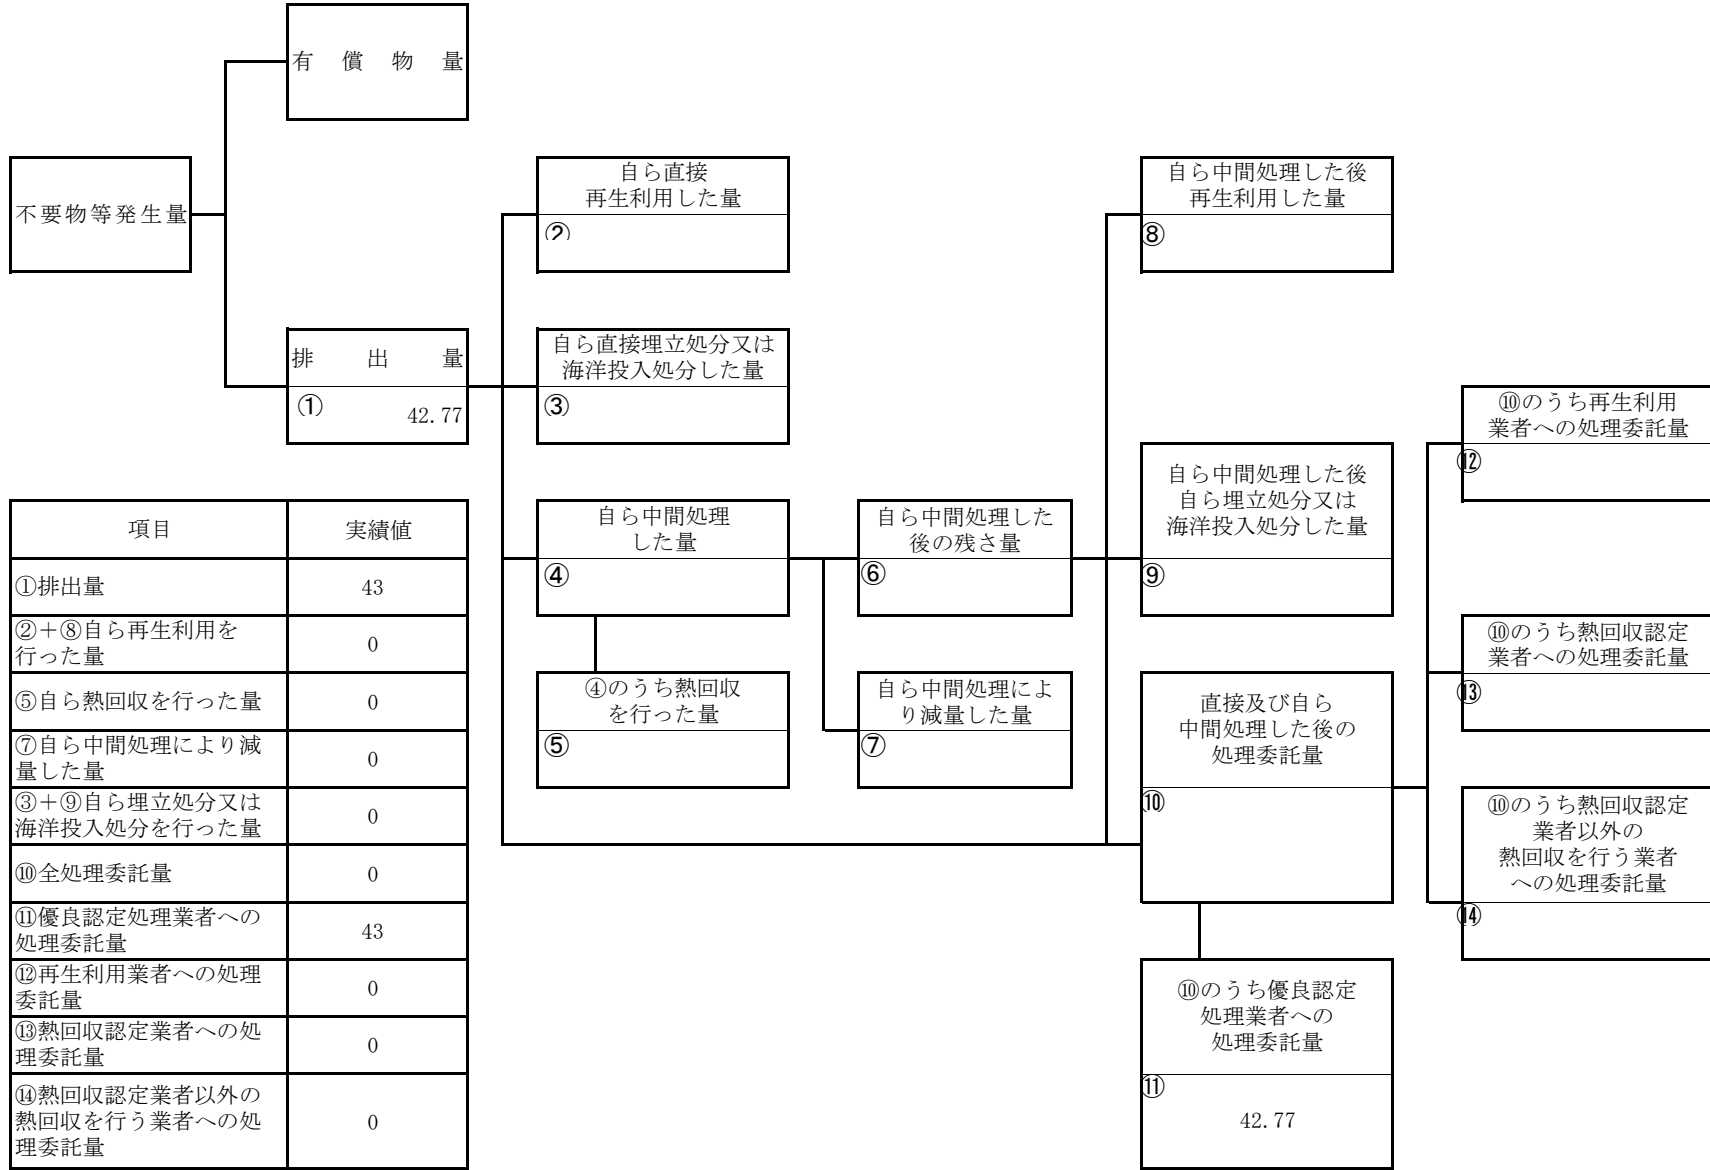 有償物量
不要物等発生量
排出量
①
42.77
自ら直接
再生利用した量
②
自ら直接埋立処分又は
海洋投入処分した量
③
自ら中間処理
した量
④
④のうち熱回収
を行った量
⑤
自ら中間処理した
後の残さ量
⑥
自ら中間処理によ
り減量した量
⑦
自ら中間処理した後
再生利用した量
⑧
自ら中間処理した後
自ら埋立処分又は
海洋投入処分した量
⑨
直接及び自ら
中間処理した後の
処理委託量
⑩
⑩のうち優良認定
処理業者への
処理委託量
⑪
42.77
⑩のうち再生利用
業者への処理委託量
⑫
⑩のうち熱回収認定
業者への処理委託量
⑬
⑩のうち熱回収認定
業者以外の
熱回収を行う業者
への処理委託量
⑭
項目
実績値
①排出量
43
②＋⑧自ら再生利用を
行った量
0
⑤自ら熱回収を行った量
0
⑦自ら中間処理により減
量した量
0
③＋⑨自ら埋立処分又は
海洋投入処分を行った量
0
⑩全処理委託量
0
⑪優良認定処理業者への
処理委託量
43
⑫再生利用業者への処理
委託量
0
⑬熱回収認定業者への処
理委託量
0
⑭熱回収認定業者以外の
熱回収を行う業者への処
理委託量
0